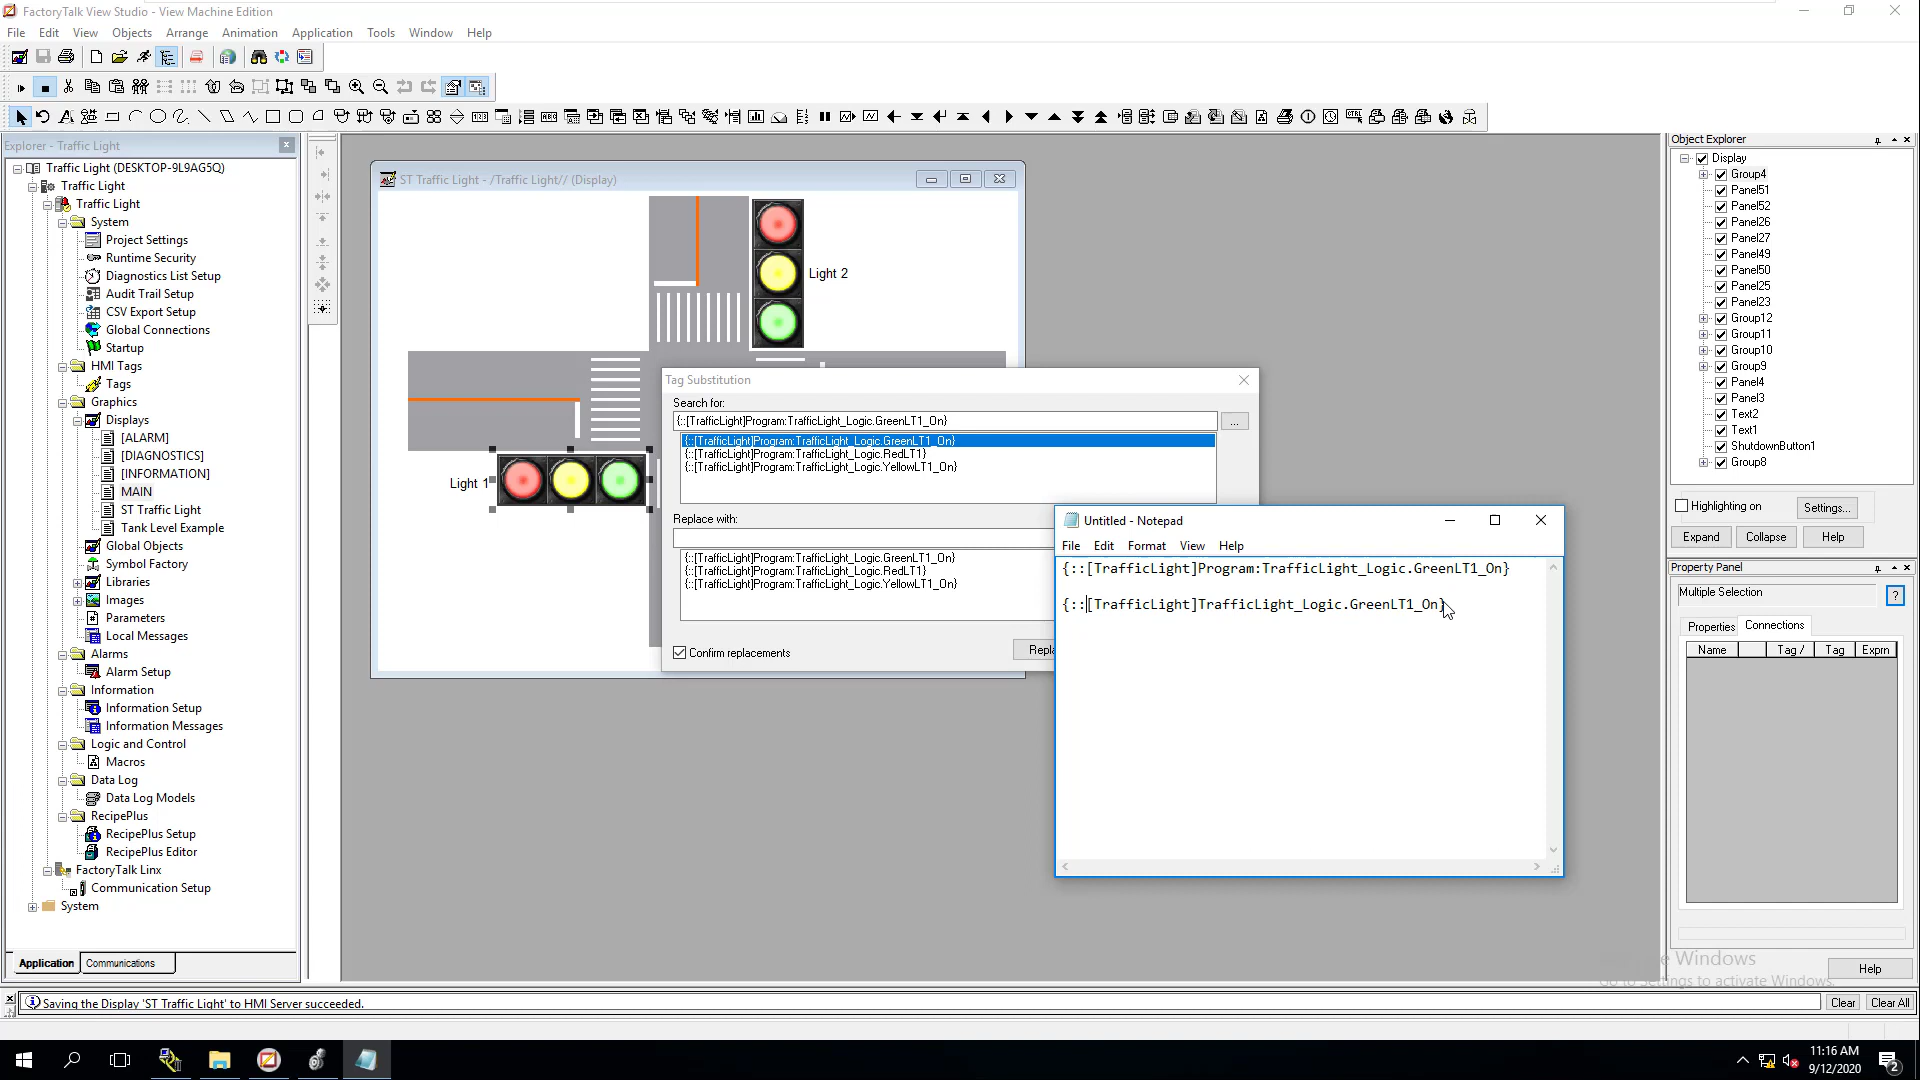 FactoryTalk View Studio - View Machine Edition
File Edit View Objects Arrange Animation Application Tools Window Help
Explorer - Traffic Light
Traffic Light (DESKTOP-9L9AG5Q)
Traffic Light
Traffic Light
System
Project Settings
Runtime Security
Diagnostics List Setup
Audit Trail Setup
CSV Export Setup
Global Connections
Startup
HMI Tags
Tags
Graphics
Displays
[ALARM]
[DIAGNOSTICS]
[INFORMATION]
MAIN
ST Traffic Light
Tank Level Example
Global Objects
Symbol Factory
Libraries
Images
Parameters
Local Messages
Alarms
Alarm Setup
Information
Information Setup
Information Messages
Logic and Control
Macros
Data Log
Data Log Models
RecipePlus
RecipePlus Setup
RecipePlus Editor
FactoryTalk Linx
Communication Setup
System
Application Communications
ST Traffic Light - /Traffic Light// (Display)
Light 2
Light 1
Tag Substitution
Search for:
{::[TrafficLight]Program:TrafficLight_Logic.GreenLT1_On}
...
{::[TrafficLight]Program:TrafficLight_Logic.GreenLT1_On}
{::[TrafficLight]Program:TrafficLight_Logic.RedLT1}
{::[TrafficLight]Program:TrafficLight_Logic.YellowLT1_On}
Replace with:
{::[TrafficLight]Program:TrafficLight_Logic.GreenLT1_On}
{::[TrafficLight]Program:TrafficLight_Logic.RedLT1}
{::[TrafficLight]Program:TrafficLight_Logic.YellowLT1_On}
Confirm replacements
Repla
Untitled - Notepad
File Edit Format View Help
{::[TrafficLight]Program:TrafficLight_Logic.GreenLT1_On}
{::[TrafficLight]TrafficLight_Logic.GreenLT1_On}
Object Explorer
Display
Group4
Panel51
Panel52
Panel26
Panel27
Panel49
Panel50
Panel25
Panel23
Group12
Group11
Group10
Group9
Panel4
Panel3
Text2
Text1
ShutdownButton1
Group8
Highlighting on Settings...
Expand Collapse Help
Property Panel
Multiple Selection ?
Properties Connections
Name Tag / Tag Exprn
Windows
Go to Settings to activate Windows.
Help
Saving the Display 'ST Traffic Light' to HMI Server succeeded.
Clear Clear All
11:16 AM
9/12/2020
2